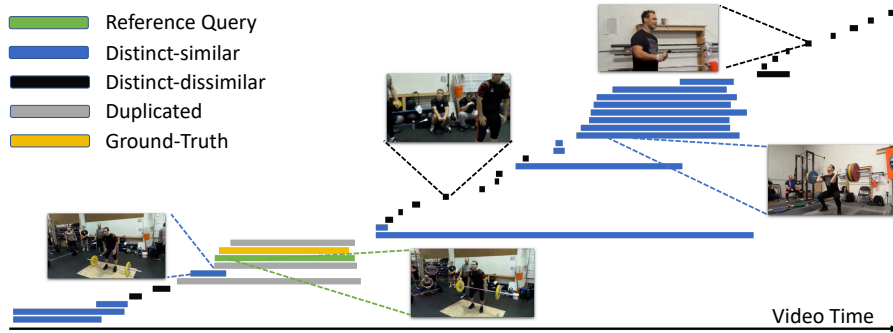 Reference Query
Distinct-similar
Distinct-dissimilar
Duplicated
Ground-Truth
Video Time